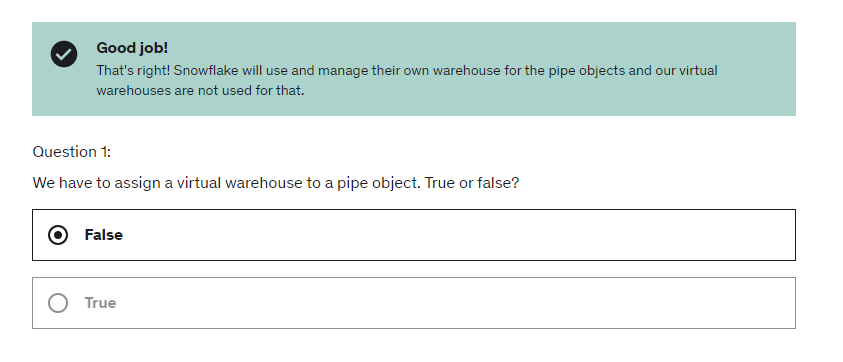 Good job!
That's right! Snowflake will use and manage their own warehouse for the pipe objects and our virtual
warehouses are not used for that.
Question 1:
We have to assign a virtual warehouse to a pipe object. True or false?
False
True